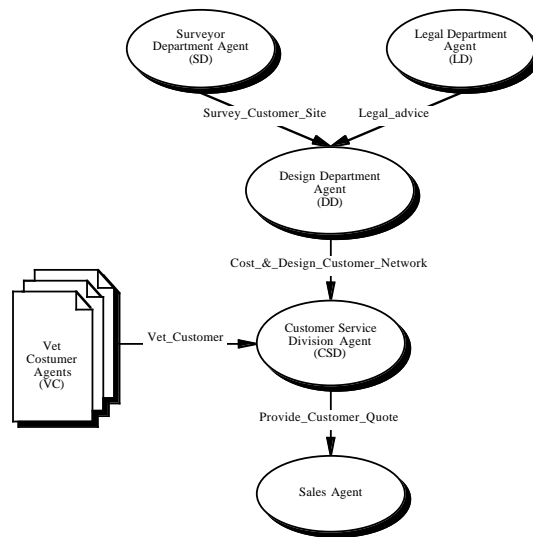 Surveyor
Department Agent
(SD)
Legal Department
Agent
(LD)
Survey_Customer_Site
Legal_advice
Design Department
Agent
(DD)
Cost_&_Design_Customer_Network
Vet
Costumer
Agents
(VC)
Vet_Customer
Customer Service
Division Agent
(CSD)
Provide_Customer_Quote
Sales Agent